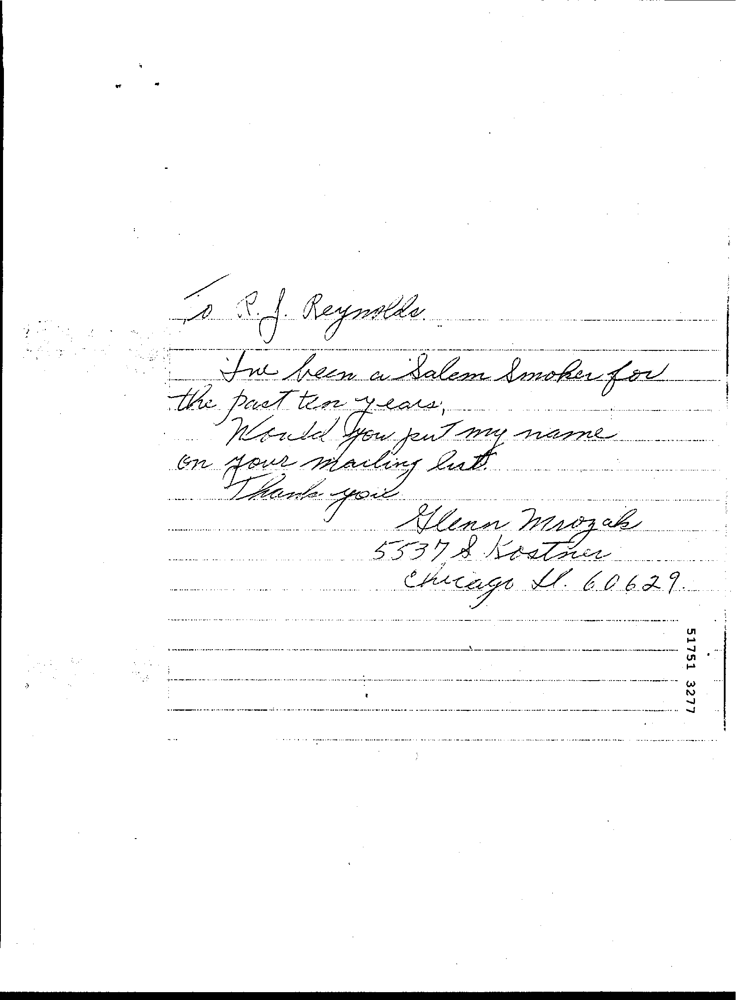 To R.J. Reynolds.
I've been a Salem Smoker for
the past ten years,
Would you put my name
on your mailing list.
Thank you
Glenn Mrozak
5537 S Kostner
Chicago Il. 60629.
51751 3277